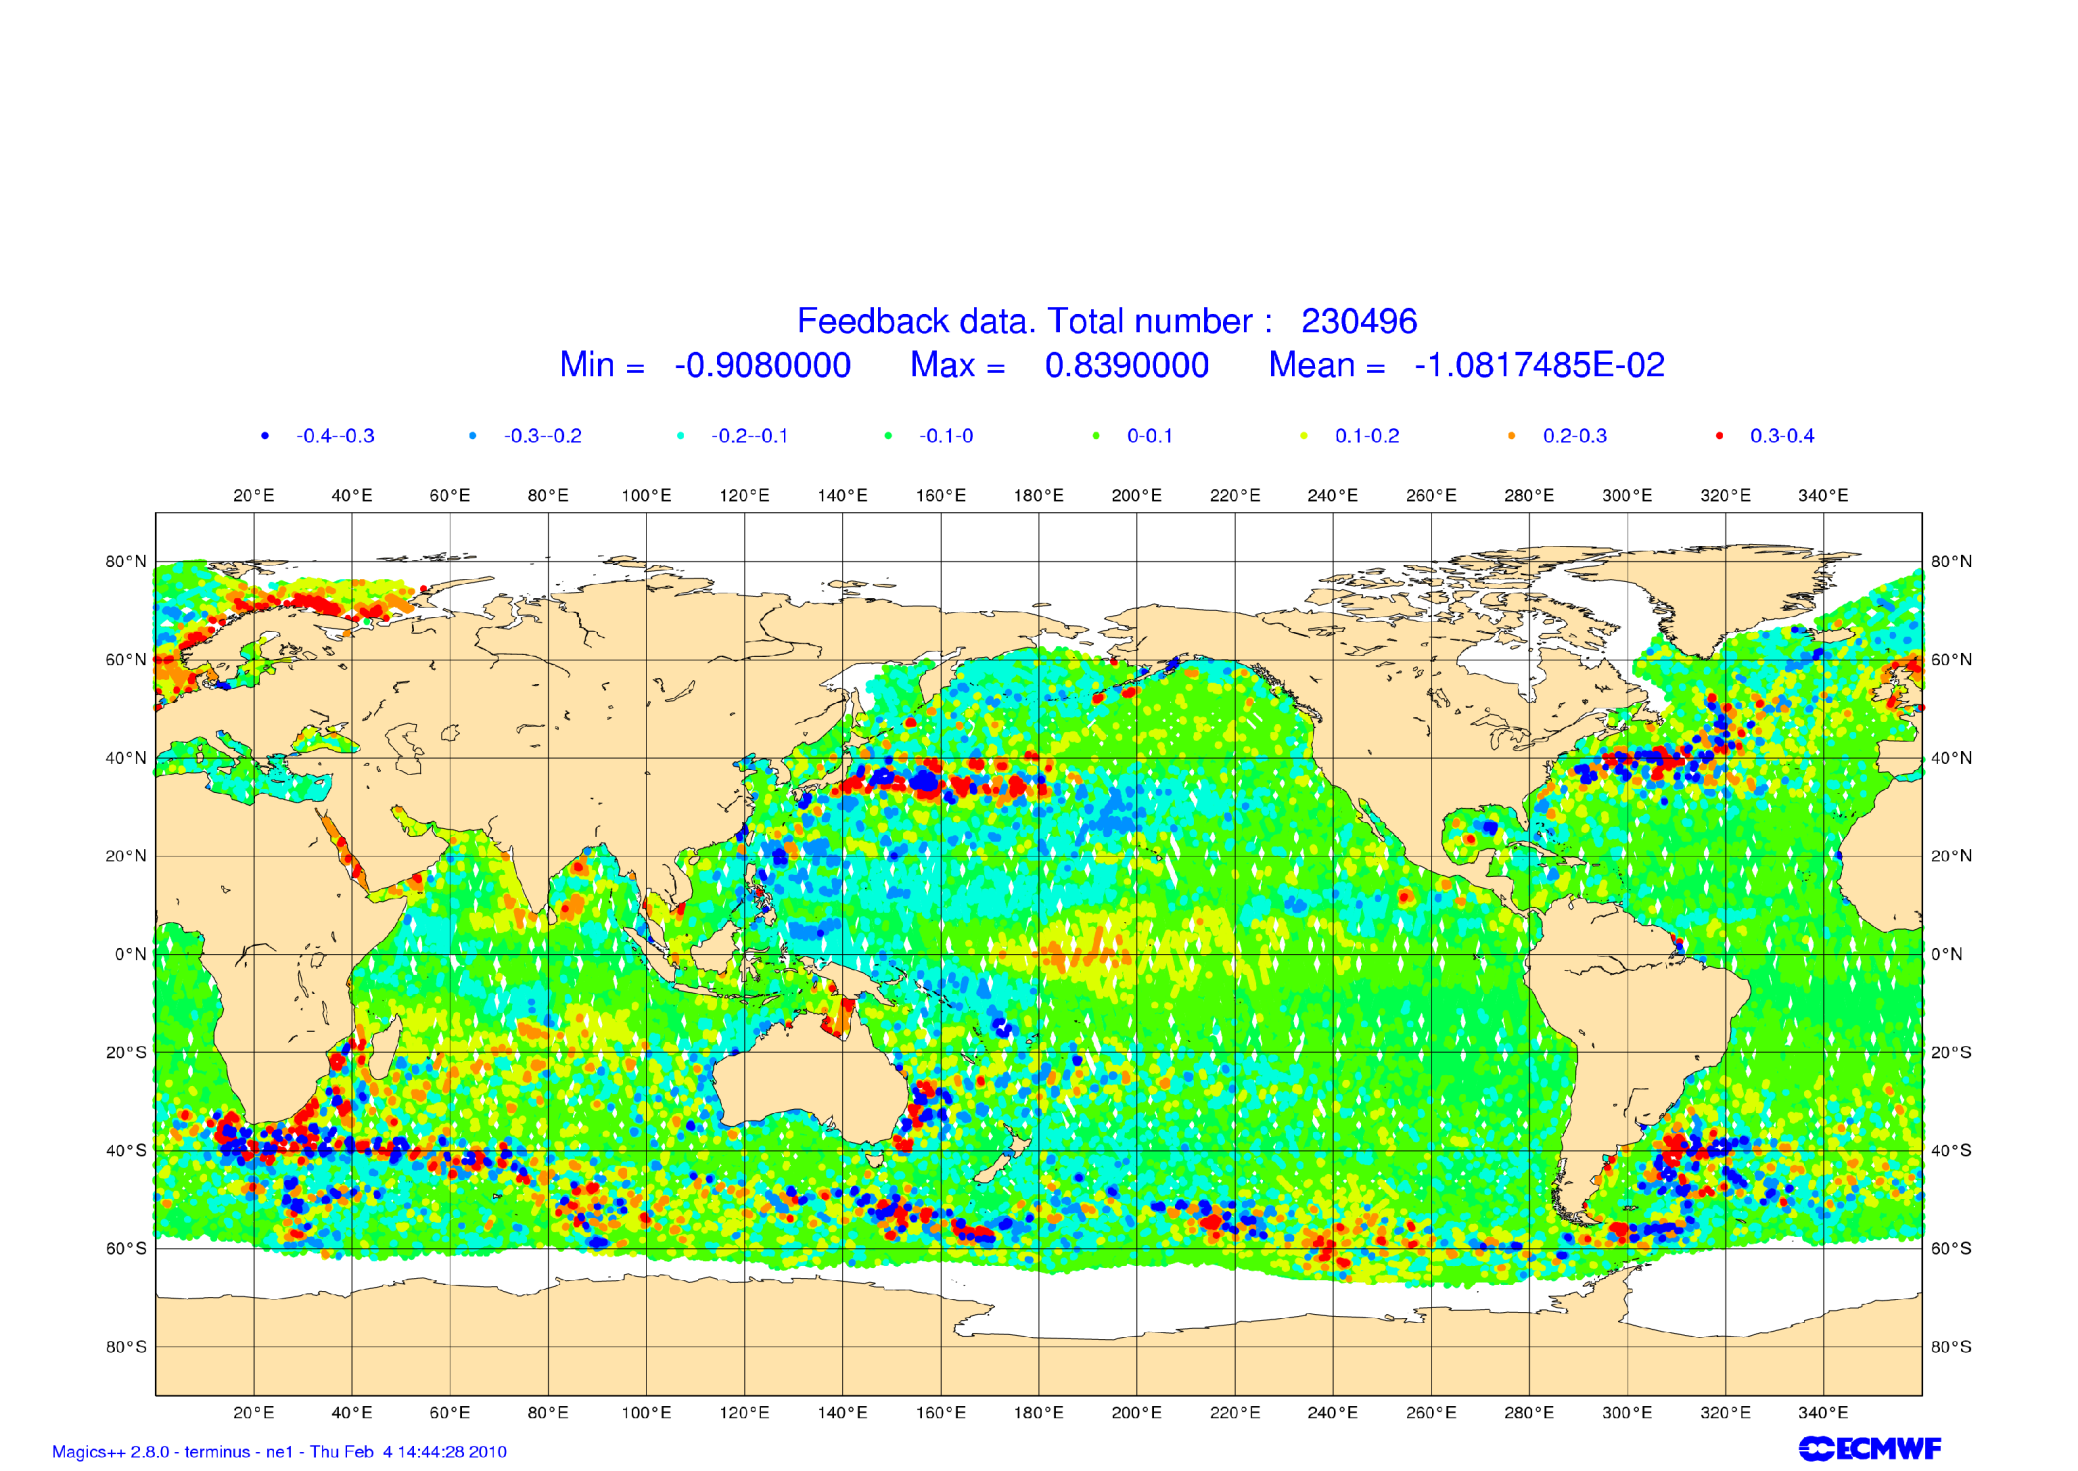 Feedback data. Total number : 230496
Min = -0.9080000 Max = 0.8390000 Mean = -1.0817485E-02
-0.4--0.3 -0.3--0.2 -0.2--0.1 -0.1-0 0-0.1 0.1-0.2 0.2-0.3 0.3-0.4
20°E 40°E 60°E 80°E 100°E 120°E 140°E 160°E 180°E 200°E 220°E 240°E 260°E 280°E 300°E 320°E 340°E
80°N 80°N
60°N 60°N
40°N 40°N
20°N 20°N
0°N 0°N
20°S 20°S
40°S 40°S
60°S 60°S
80°S 80°S
20°E 40°E 60°E 80°E 100°E 120°E 140°E 160°E 180°E 200°E 220°E 240°E 260°E 280°E 300°E 320°E 340°E
Magics++ 2.8.0 - terminus - ne1 - Thu Feb 4 14:44:28 2010
ECMWF